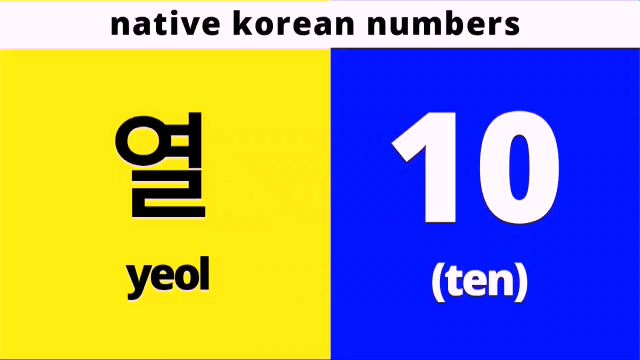 native korean numbers
열
yeol
10
(ten)